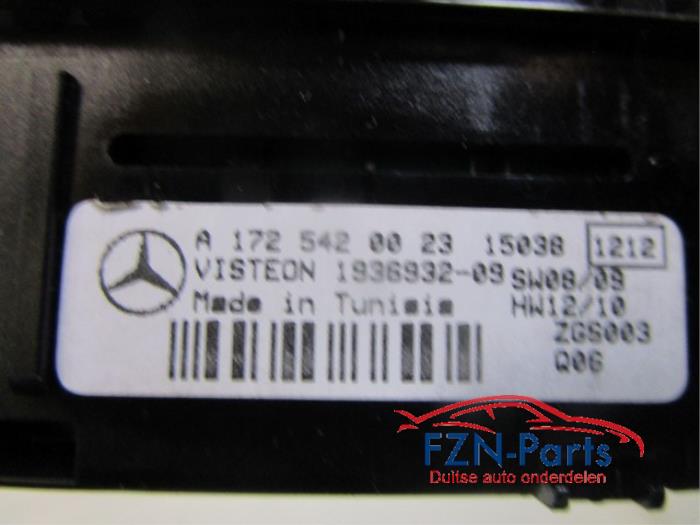 A 172 542 00 23 15038 1212
VISTEON 1936932-09 SW08/09
Made in Tunisia HW12/10
ZGS003
Q06
FZN-Parts
Duitse auto onderdelen